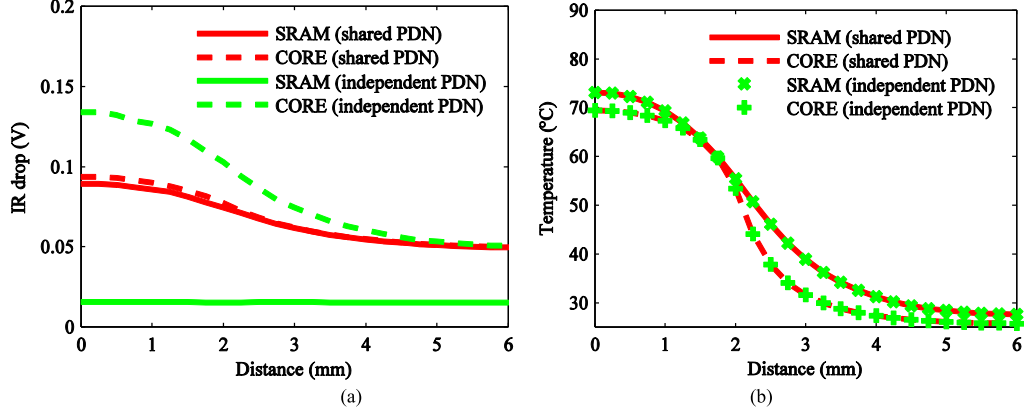 0.2
0.15
0.1
0.05
0
IR drop (V)
SRAM (shared PDN)
CORE (shared PDN)
SRAM (independent PDN)
CORE (independent PDN)
0 1 2 3 4 5 6
Distance (mm)
(a)
90
80
70
60
50
40
30
Temperature (°C)
SRAM (shared PDN)
CORE (shared PDN)
SRAM (independent PDN)
CORE (independent PDN)
0 1 2 3 4 5 6
Distance (mm)
(b)